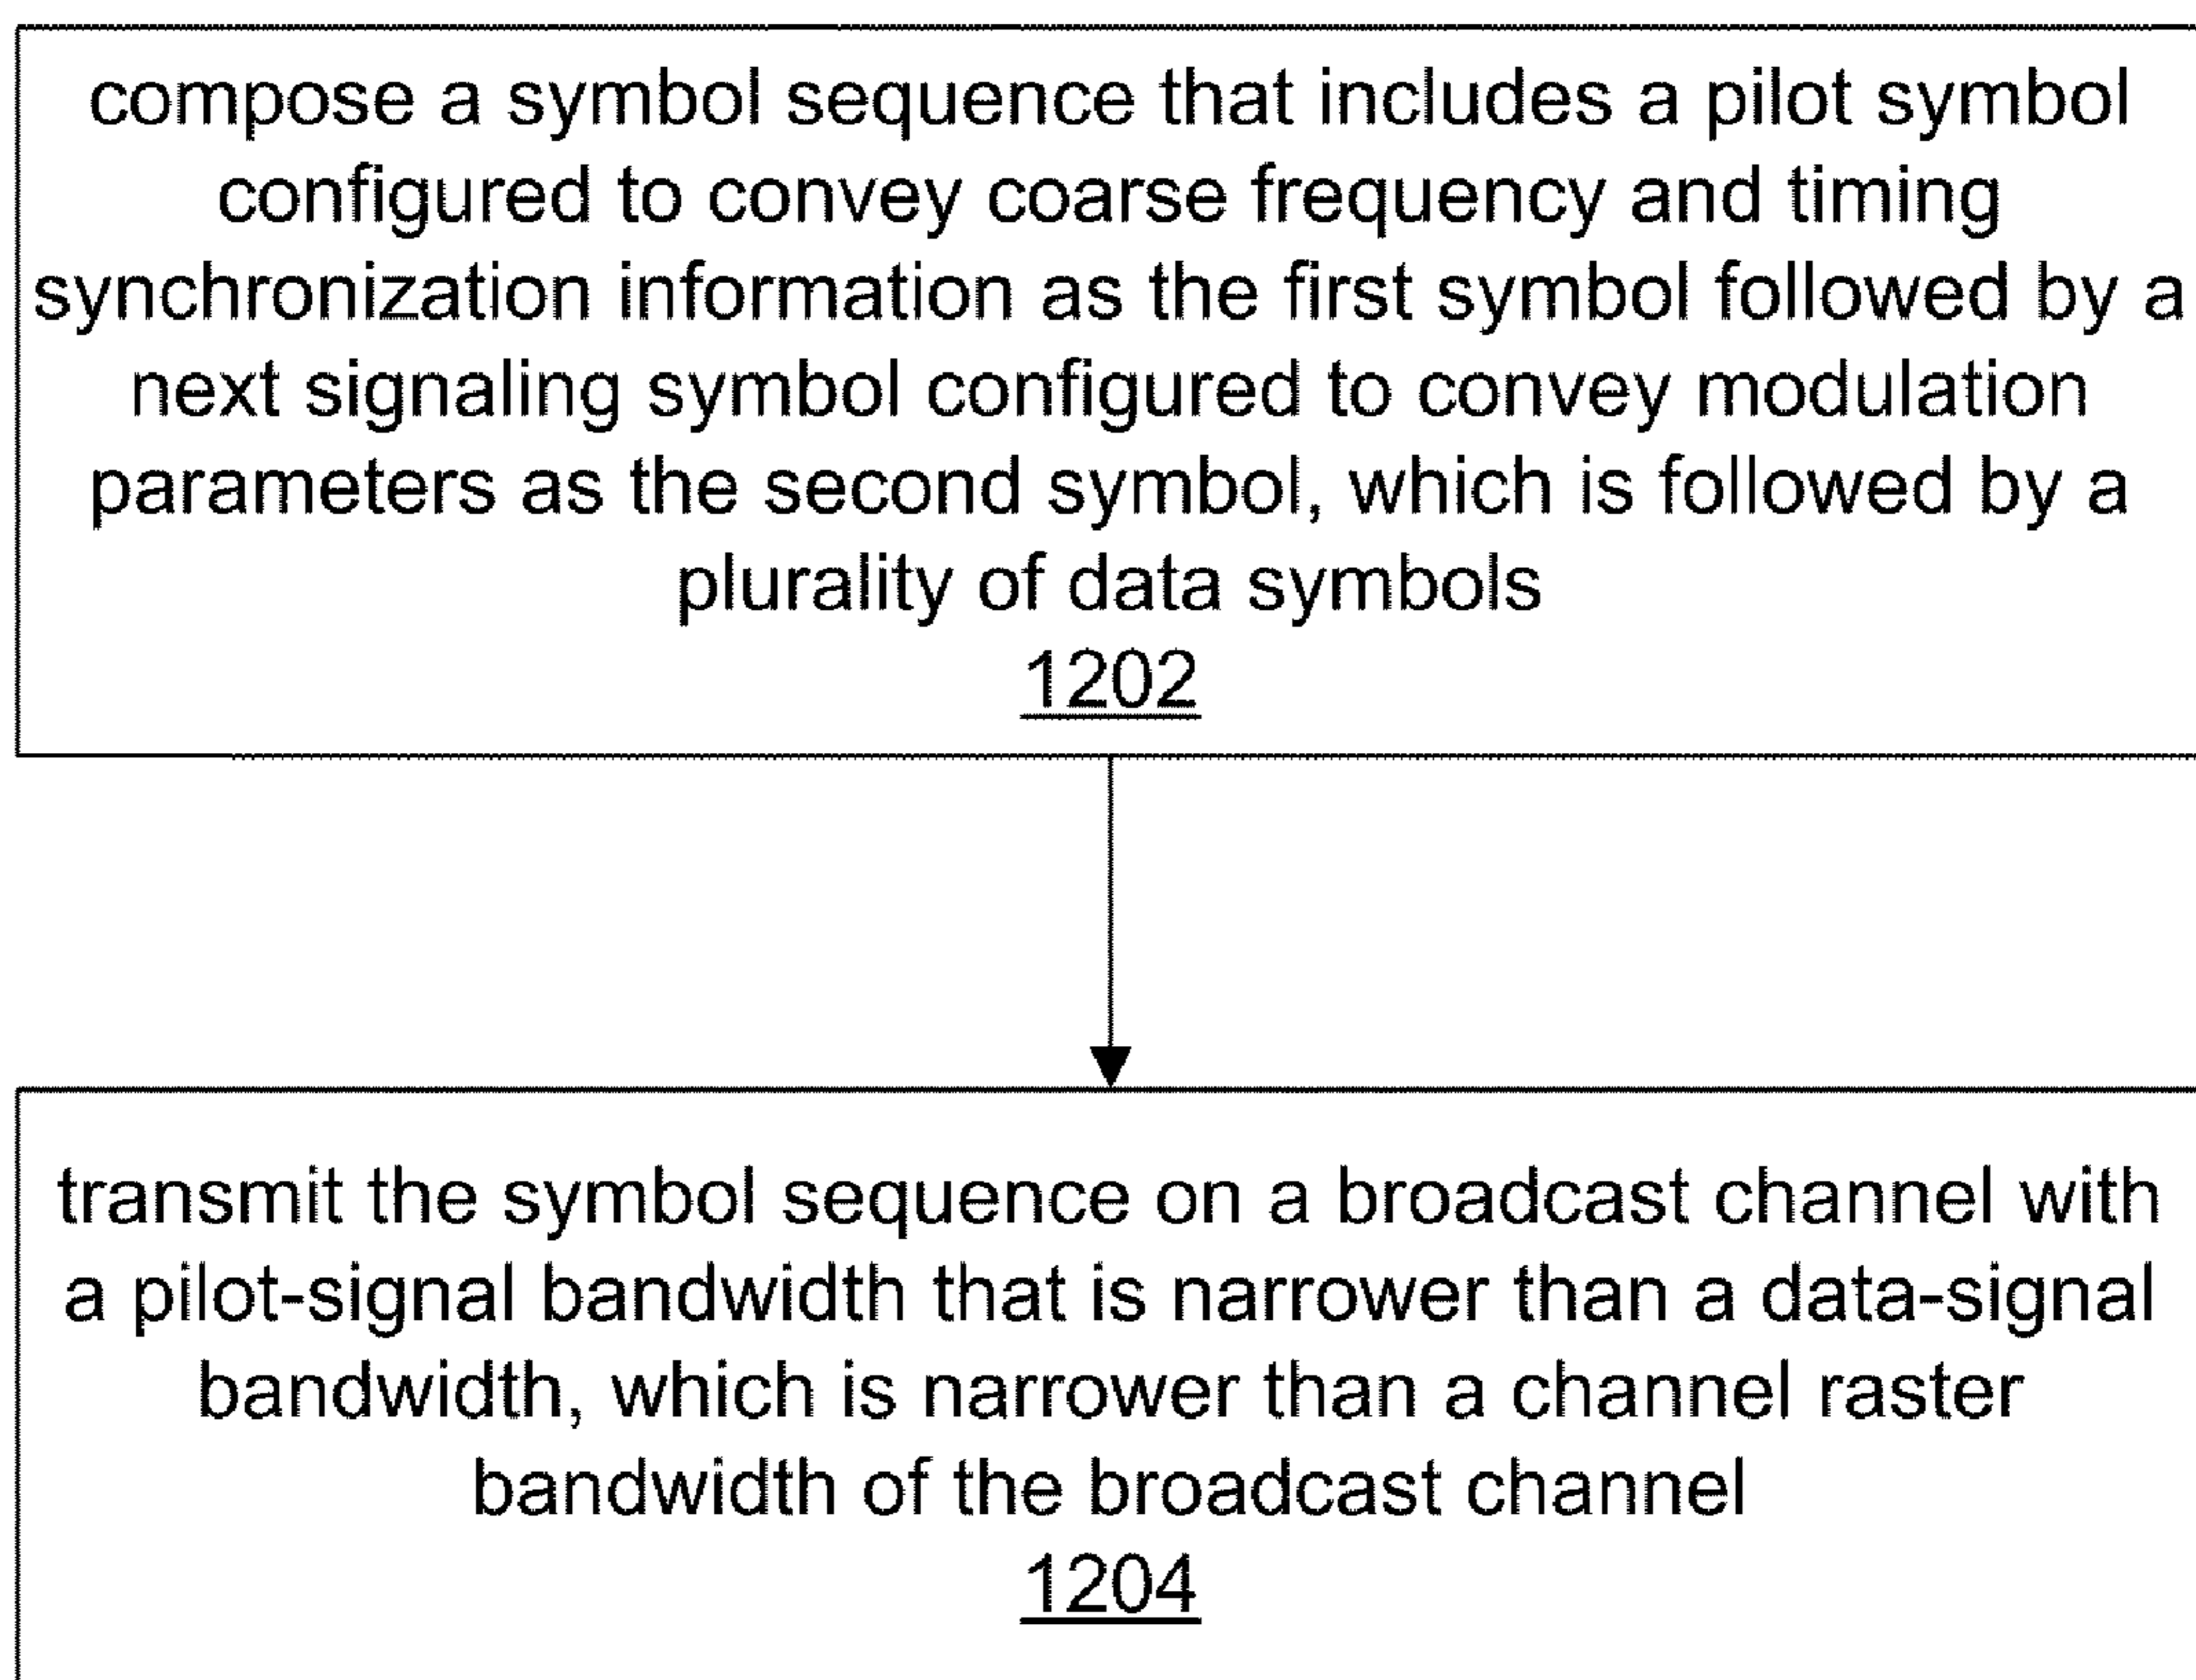 compose a symbol sequence that includes a pilot symbol
configured to convey coarse frequency and timing
synchronization information as the first symbol followed by a
next signaling symbol configured to convey modulation
parameters as the second symbol, which is followed by a
plurality of data symbols
1202
transmit the symbol sequence on a broadcast channel with
a pilot-signal bandwidth that is narrower than a data-signal
bandwidth, which is narrower than a channel raster
bandwidth of the broadcast channel
1204